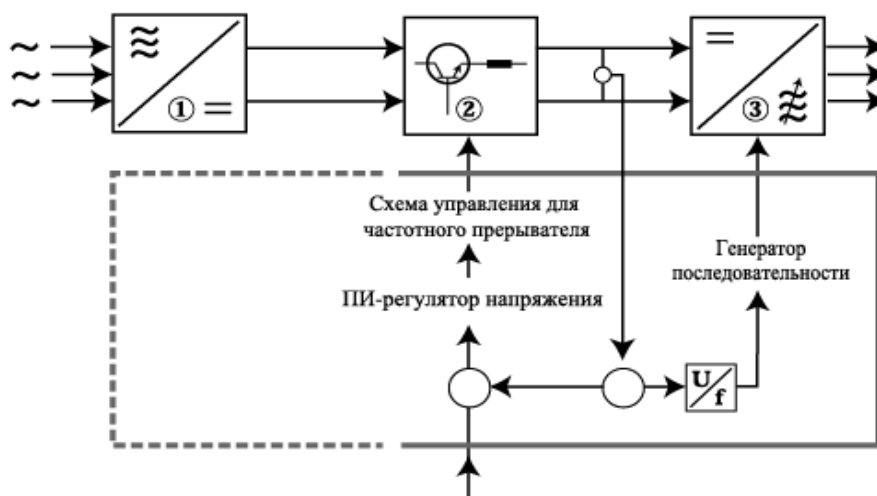 ~
~
~
①
②
③
Схема управления для
частотного прерывателя
Генератор
последовательности
ПИ-регулятор напряжения
U
f